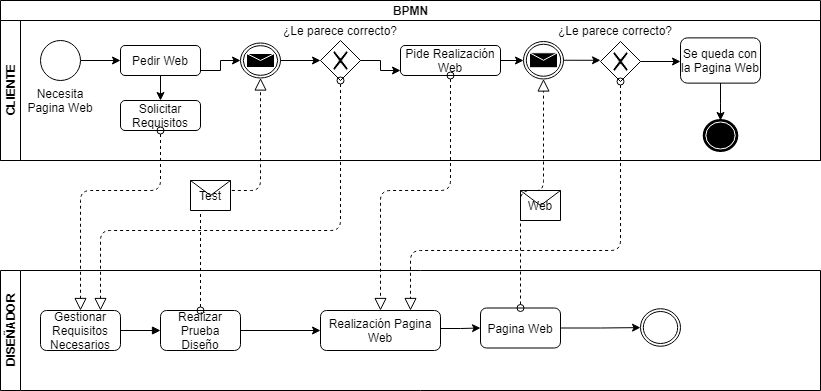 BPMN
CLIENTE
¿Le parece correcto?
¿Le parece correcto?
Necesita
Pagina Web
Pedir Web
Solicitar
Requisitos
Pide Realización
Web
Se queda con
la Pagina Web
Test
Web
DISEÑADOR
Gestionar
Requisitos
Necesarios
Realizar
Prueba
Diseño
Realización Pagina
Web
Pagina Web